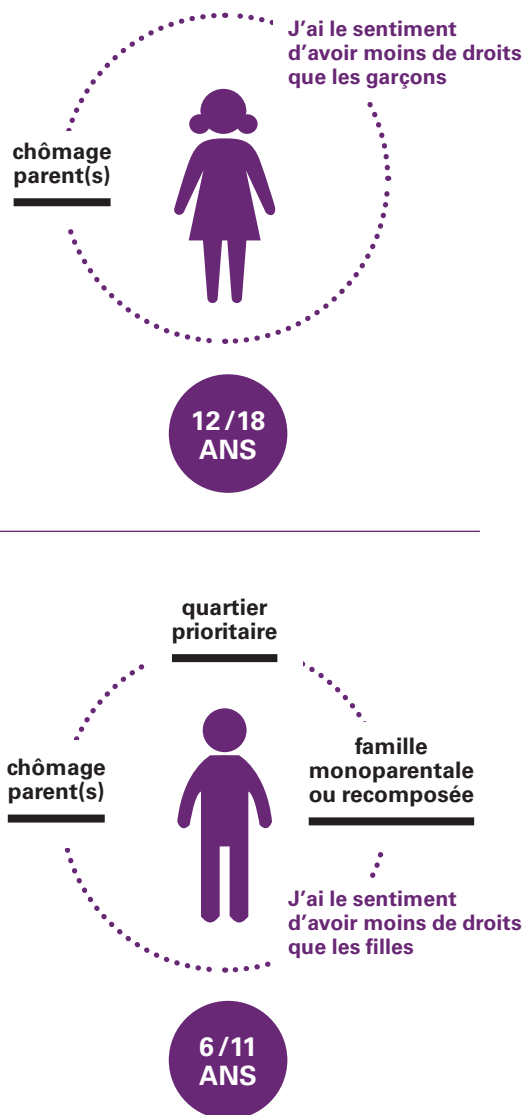 J’ai le sentiment
d’avoir moins de droits
que les garçons
chômage
parent(s)
12/18
ANS
quartier
prioritaire
chômage
parent(s)
famille
monoparentale
ou recomposée
J’ai le sentiment
d’avoir moins de droits
que les filles
6/11
ANS